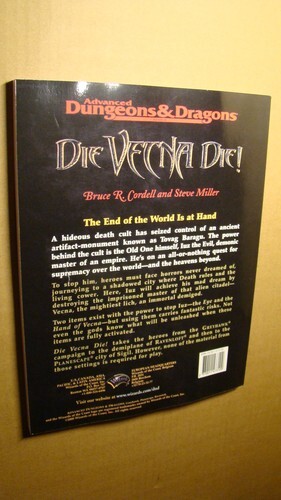 Advanced
Dungeons & Dragons
DIE VECNA DIE!
Bruce R. Cordell and Steve Miller
The End of the World Is at Hand
A hideous death cult has seized control of an ancient
artifact-monument known as Tovag Baragu. The power
behind the cult is the Old One himself, Iuz the Evil, demonic
master of an empire. He's on an all-or-nothing quest for
supremacy over the world—and the heavens beyond.
To stop him, heroes must face horrors never dreamed of,
journeying to a shadowed city where Death rules and the
living cower. Here, Iuz will achieve his mad dream by
destroying the imprisoned master of that alien citadel—
Vecna, the mightiest lich, an immortal demigod.
Two items exist with the power to stop Iuz—the Eye and the
Hand of Vecna—but using them carries fantastic risks. Not
even the gods know what will be unleashed when those
items are fully activated.
Die Vecna Die! takes the heroes from the GREYHAWK
campaign to the demiplane of RAVENLOFT and then to the
PLANESCAPE city of Sigil. However, none of the material from
those settings is required for play.
Visit our website at www.wizards.com/dnd